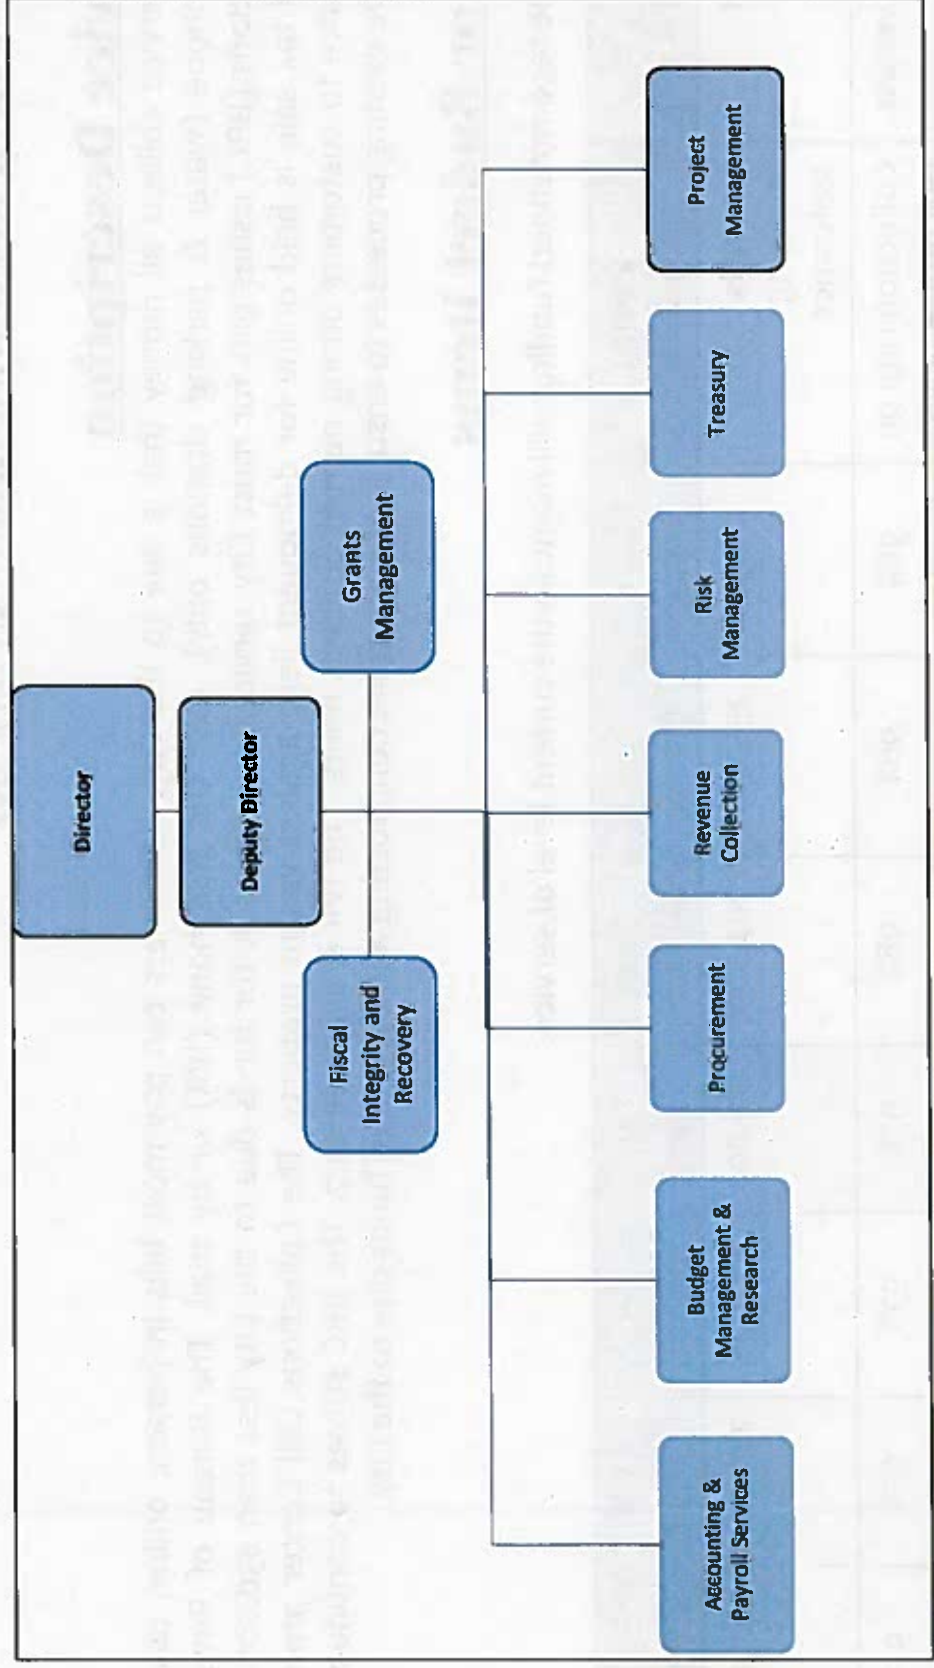 Director
Deputy Director
Fiscal
Integrity and
Recovery
Grants
Management
Accounting &
Payroll Services
Budget
Management &
Research
Procurement
Revenue
Collection
Risk
Management
Treasury
Project
Management